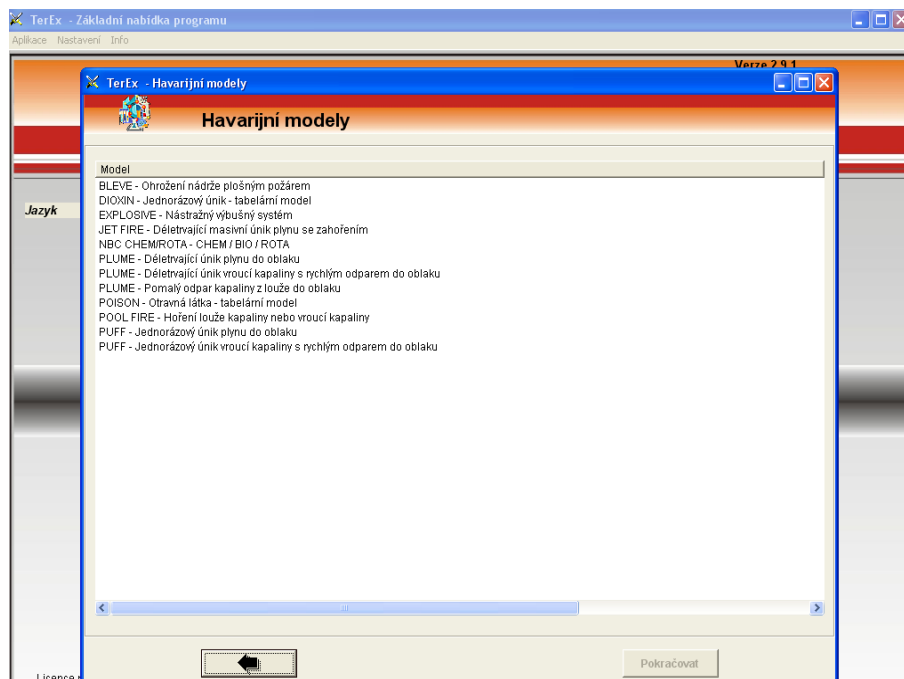 TerEx - Základní nabídka programu
Aplikace Nastavení Info
Verze 2.9.1
TerEx - Havarijní modely
Havarijní modely
Model
BLEVE - Ohrožení nádrže plošným požárem
DIOXIN - Jednorázový únik - tabelární model
EXPLOSIVE - Nástražný výbušný systém
JET FIRE - Déletrvající masivní únik plynu se zahořením
NBC CHEM/ROTA - CHEM / BIO / ROTA
PLUME - Déletrvající únik plynu do oblaku
PLUME - Déletrvající únik vroucí kapaliny s rychlým odparem do oblaku
PLUME - Pomalý odpar kapaliny z louže do oblaku
POISON - Otravná látka - tabelární model
POOL FIRE - Hoření louže kapaliny nebo vroucí kapaliny
PUFF - Jednorázový únik plynu do oblaku
PUFF - Jednorázový únik vroucí kapaliny s rychlým odparem do oblaku
Jazyk
Pokračovat
Licence